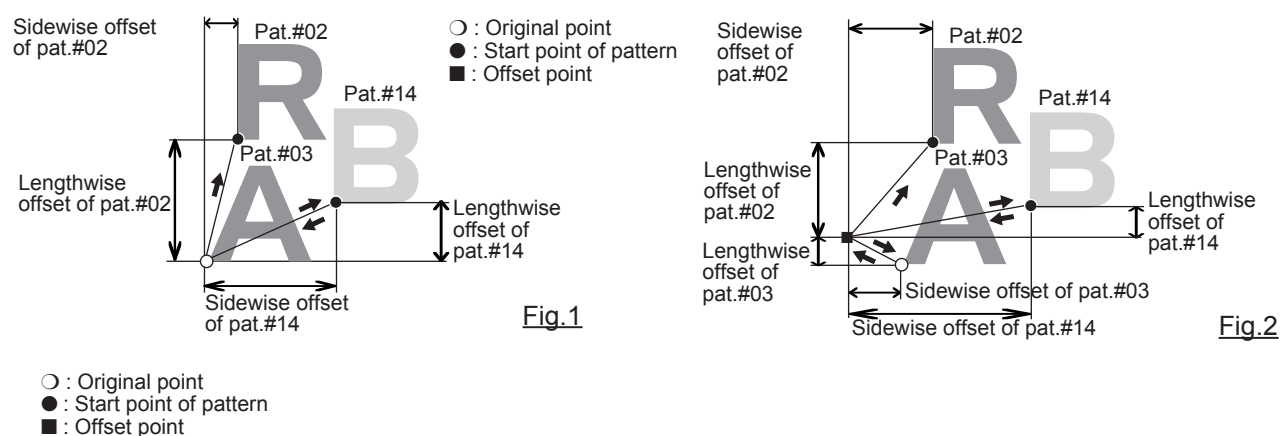 Sidewise offset
of pat.#02
Pat.#02
R
Pat.#14
B
Pat.#03
A
Lengthwise
offset of pat.#02
Lengthwise
offset of
pat.#14
Sidewise offset
of pat.#14
Fig.1
❍ : Original point
● : Start point of pattern
■ : Offset point
Sidewise
offset of
pat.#02
Pat.#02
R
Pat.#14
B
Pat.#03
A
Lengthwise
offset of
pat.#02
Lengthwise
offset of
pat.#14
Lengthwise
offset of
pat.#03
Sidewise offset of pat.#03
Sidewise offset of pat.#14
Fig.2
❍ : Original point
● : Start point of pattern
■ : Offset point